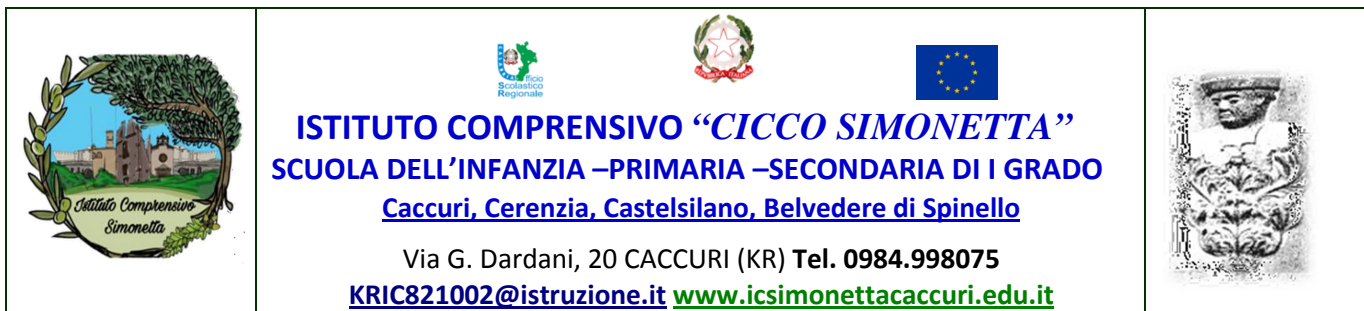 Istituto Comprensivo
Simonetta
Ufficio
Scolastico
Regionale
REPVBBLICA ITALIANA
ISTITUTO COMPRENSIVO “CICCO SIMONETTA”
SCUOLA DELL’INFANZIA –PRIMARIA –SECONDARIA DI I GRADO
Caccuri, Cerenzia, Castelsilano, Belvedere di Spinello
Via G. Dardani, 20 CACCURI (KR) Tel. 0984.998075
KRIC821002@istruzione.it www.icsimonettacaccuri.edu.it